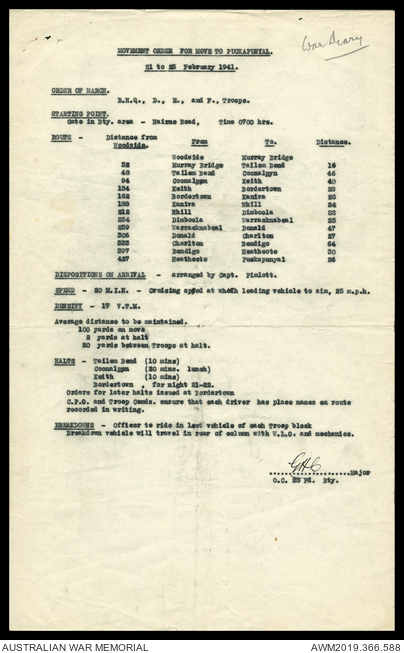 War Diary
MOVEMENT ORDER FOR MOVE TO PUCKAPUNYAL.
21 to 23 February 1941.
ORDER OF MARCH.
B.H.Q., D., E., and F., Troops.
STARTING POINT.
Gate in Bty. area - Nairne Road, Time 0700 hrs.
ROUTE - Distance from Woodside. From To. Distance.
Woodside Murray Bridge
32 Murray Bridge Tailem Bend 16
48 Tailem Bend Coonalpyn 46
94 Coonalpyn Keith 40
134 Keith Bordertown 28
162 Bordertown Kaniva 26
188 Kaniva Nhill 24
212 Nhill Dimboola 22
234 Dimboola Warracknabeal 25
259 Warracknabeal Donald 47
306 Donald Charlton 27
333 Charlton Bendigo 64
397 Bendigo Heathcote 30
427 Heathcote Puckapunyal 26
DISPOSITIONS ON ARRIVAL - arranged by Capt. Pimlott.
SPEED - 20 M.I.H. - Cruising speed at which leading vehicle to aim, 25 m.p.h.
DENSITY - 17 V.T.M.
Average distance to be maintained.
100 yards on move
2 yards at halt
20 yards between Troops at halt.
HALTS - Tailem Bend (10 mins)
Coonalpyn (20 mins. lunch)
Keith (10 mins)
Bordertown , for night 21-22.
Orders for later halts issued at Bordertown
G.P.O. and Troop Comds. ensure that each driver has place names en route
recorded in writing.
BREAKDOWNS - Officer to ride in last vehicle of each Troop block
Breakdown vehicle will travel in rear of column with W.L.O. and mechanics.
Major
O.C. Fd. Bty.
AUSTRALIAN WAR MEMORIAL AWM2019.366.588